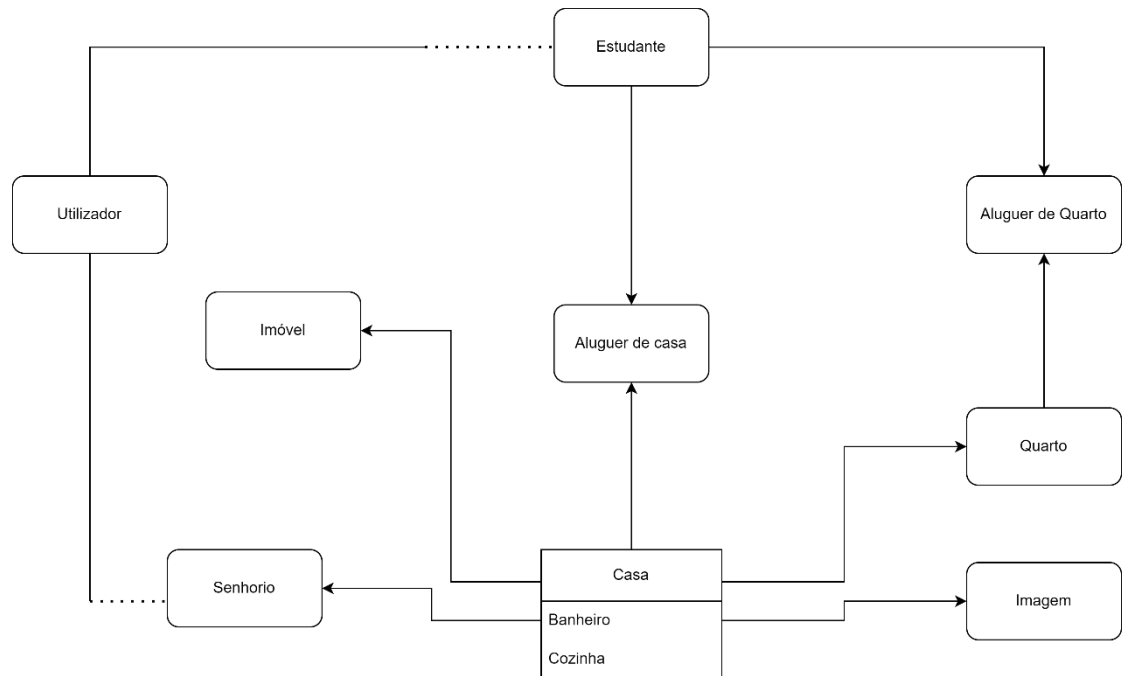 Estudante
Utilizador
Aluguer de Quarto
Imóvel
Aluguer de casa
Quarto
Senhorio
Casa
Imagem
Banheiro
Cozinha